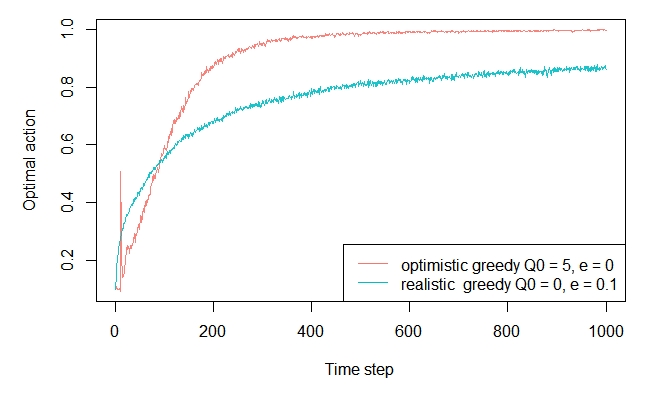 1.0
0.8
0.6
0.4
0.2
Optimal action
optimistic greedy Q0 = 5, e = 0
realistic  greedy Q0 = 0, e = 0.1
0 200 400 600 800 1000
Time step